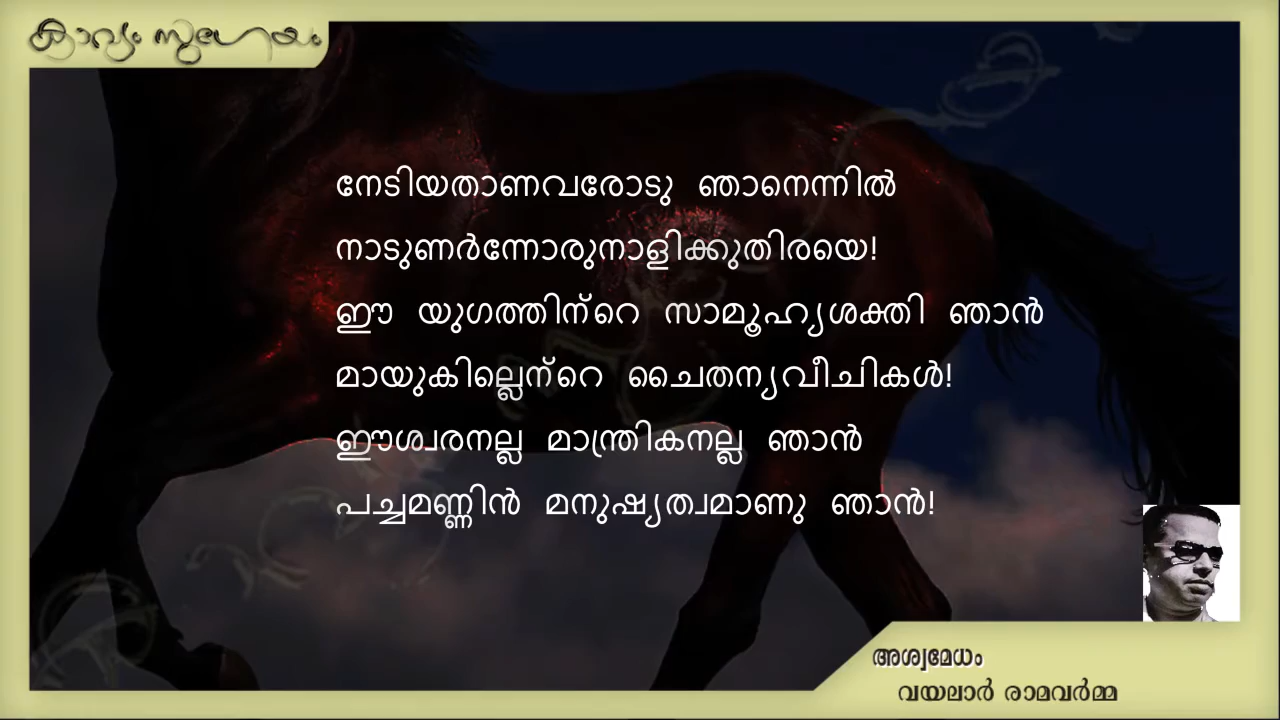 കാവ്യം സുഗേയം
നേടിയതാണവരോടു ഞാനെന്നിൽ
നാടുണർന്നോരുനാളിക്കുതിരയെ!
ഈ യുഗത്തിന്റെ സാമൂഹ്യശക്തി ഞാൻ
മായുകില്ലെന്റെ ചൈതന്യവീചികൾ!
ഈശ്വരനല്ല മാന്ത്രികനല്ല ഞാൻ
പച്ചമണ്ണിൻ മനുഷ്യത്വമാണു ഞാൻ!
അശ്വമേധം
വയലാർ രാമവർമ്മ